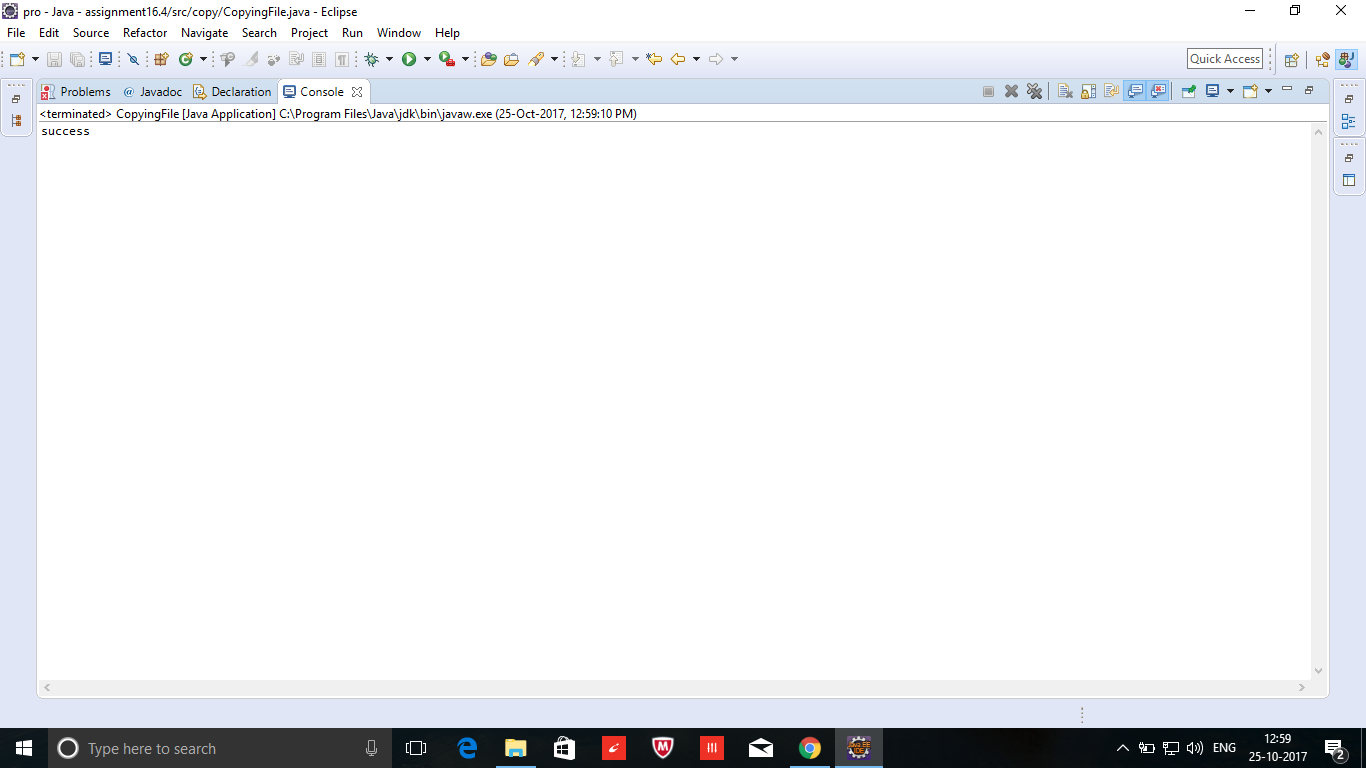 pro - Java - assignment16.4/src/copy/CopyingFile.java - Eclipse
File Edit Source Refactor Navigate Search Project Run Window Help
Quick Access
Problems @ Javadoc Declaration Console
<terminated> CopyingFile [Java Application] C:\Program Files\Java\jdk\bin\javaw.exe (25-Oct-2017, 12:59:10 PM)
success
Type here to search
ENG
12:59
25-10-2017
2